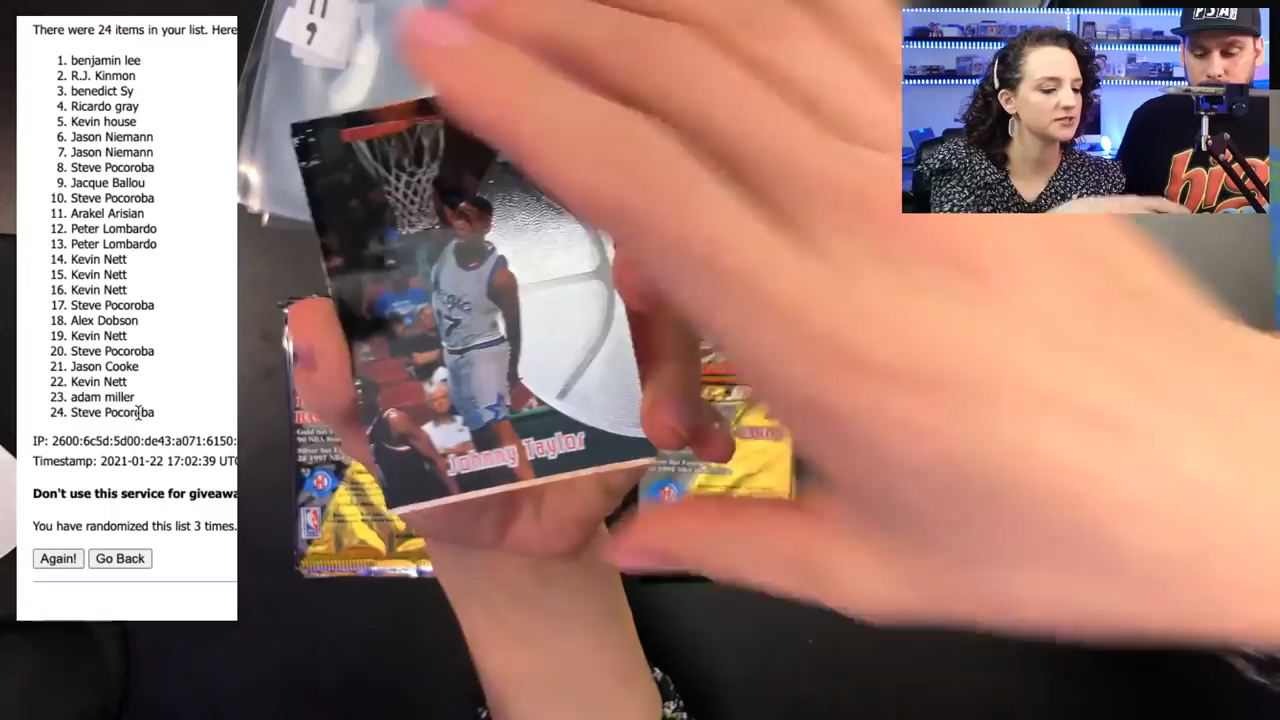 There were 24 items in your list. Here
1. benjamin lee
2. R.J. Kinmon
3. benedict Sy
4. Ricardo gray
5. Kevin house
6. Jason Niemann
7. Jason Niemann
8. Steve Pocoroba
9. Jacque Ballou
10. Steve Pocoroba
11. Arakel Arisian
12. Peter Lombardo
13. Peter Lombardo
14. Kevin Nett
15. Kevin Nett
16. Kevin Nett
17. Steve Pocoroba
18. Alex Dobson
19. Kevin Nett
20. Steve Pocoroba
21. Jason Cooke
22. Kevin Nett
23. adam miller
24. Steve Pocoroba
IP: 2600:6c5d:5d00:de43:a071:6150:
Timestamp: 2021-01-22 17:02:39 UTC
Don't use this service for giveawa
You have randomized this list 3 times.
Again! Go Back
11
9
PSA
Magic
7
Johnny Taylor
H
NBA
H